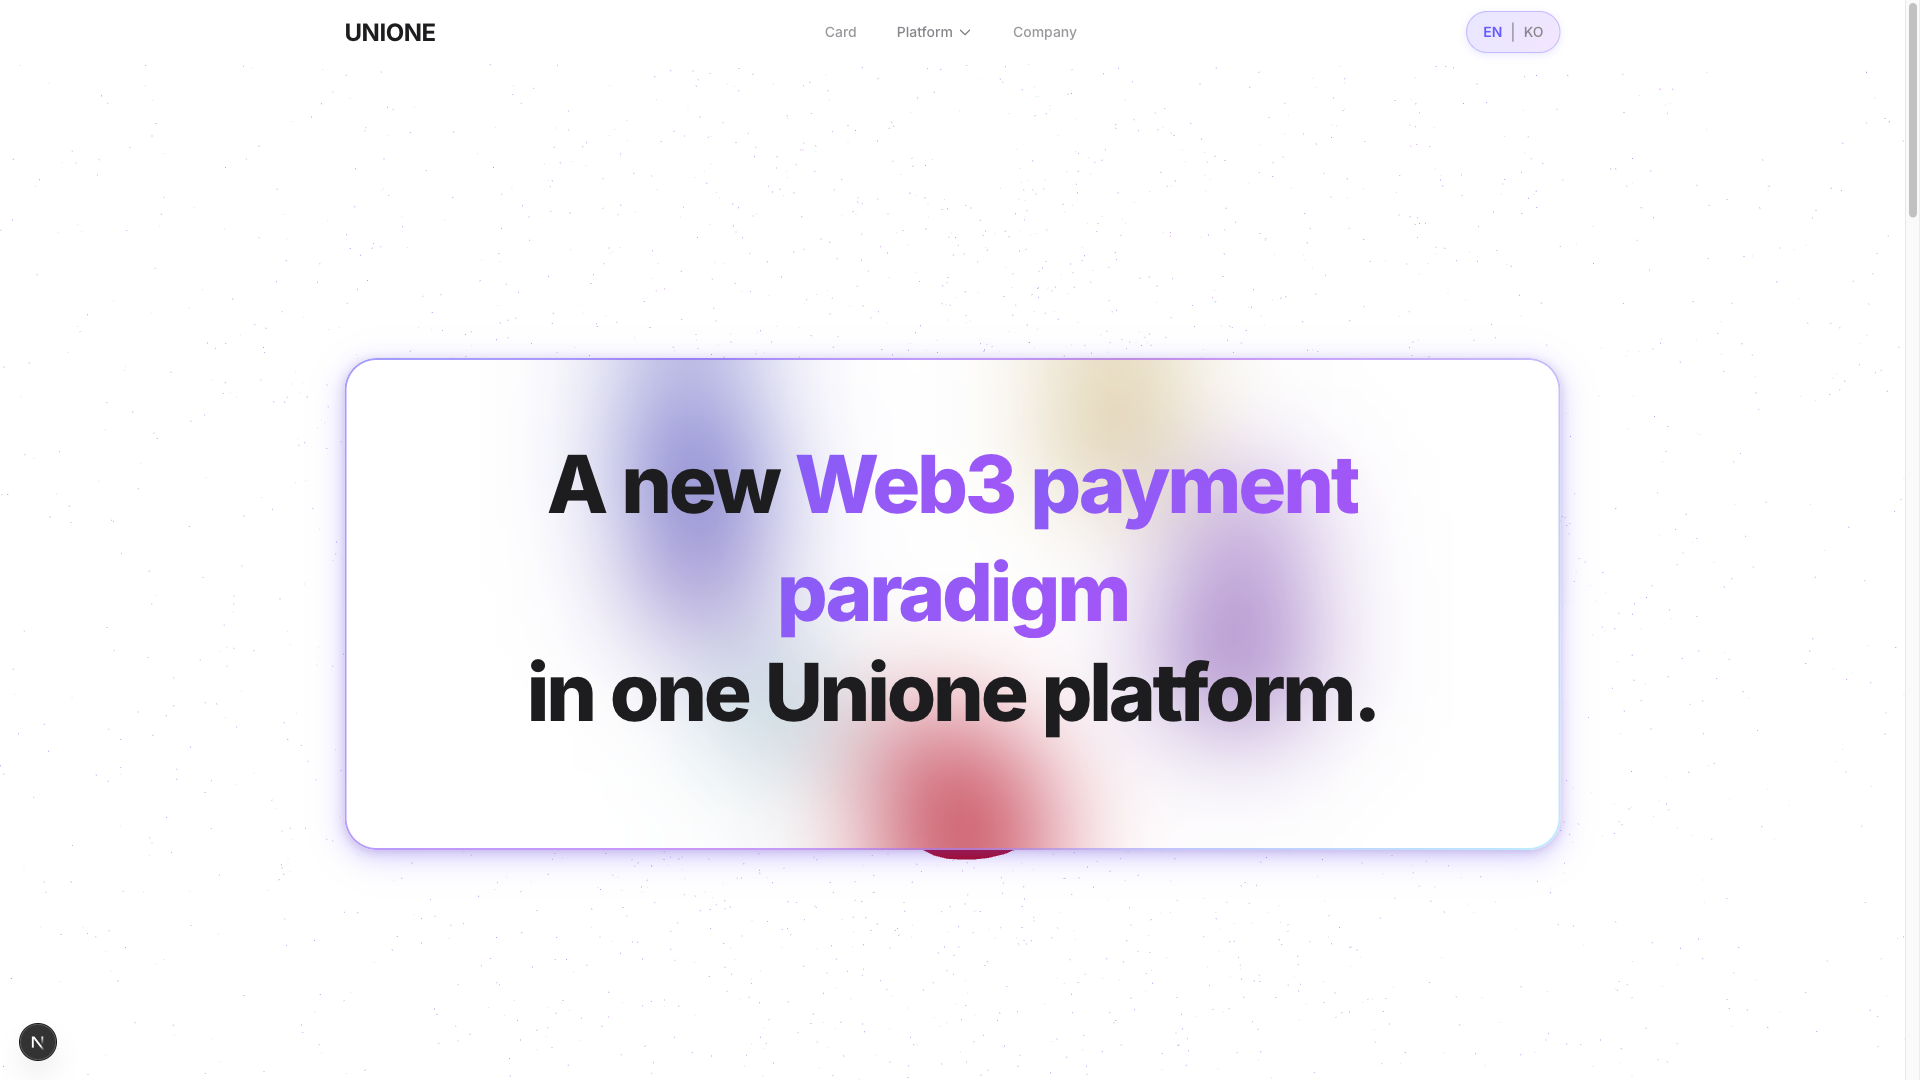 UNIONE
Card
Platform
Company
EN | KO
A new Web3 payment
paradigm
in one Unione platform.
N